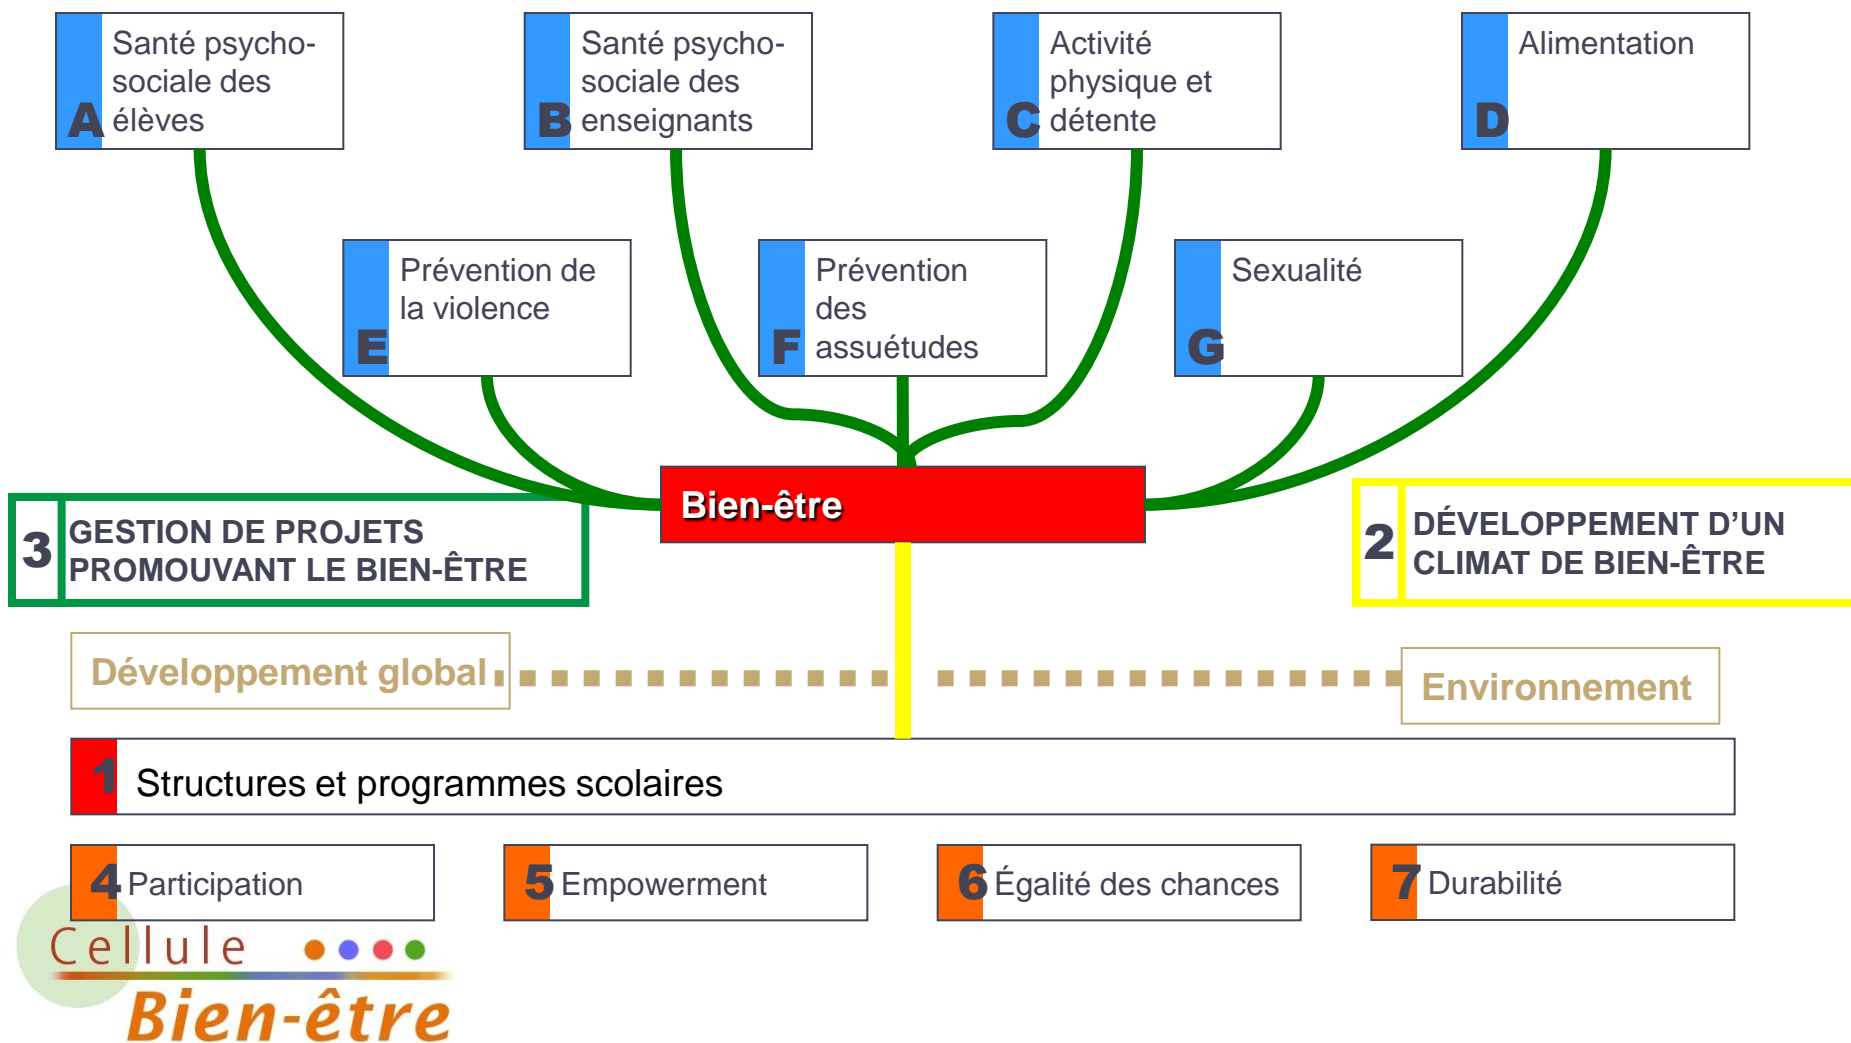 A
Santé psycho-
sociale des
élèves
B
Santé psycho-
sociale des
enseignants
C
Activité
physique et
détente
D
Alimentation
E
Prévention de
la violence
F
Prévention
des
assuétudes
G
Sexualité
Bien-être
3
GESTION DE PROJETS
PROMOUVANT LE BIEN-ÊTRE
2
DÉVELOPPEMENT D’UN
CLIMAT DE BIEN-ÊTRE
Développement global
Environnement
1 Structures et programmes scolaires
4 Participation
5 Empowerment
6 Égalité des chances
7 Durabilité
Cellule
Bien-être